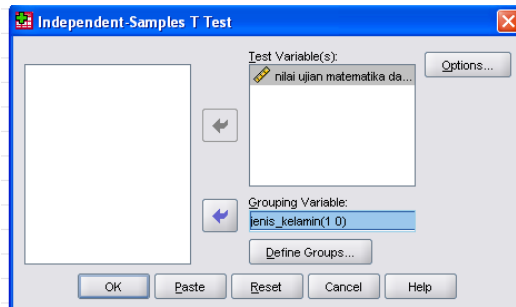 Independent-Samples T Test
Test Variable(s):
nilai ujian matematika da...
Options...
Grouping Variable:
jenis_kelamin(1 0)
Define Groups...
OK
Paste
Reset
Cancel
Help